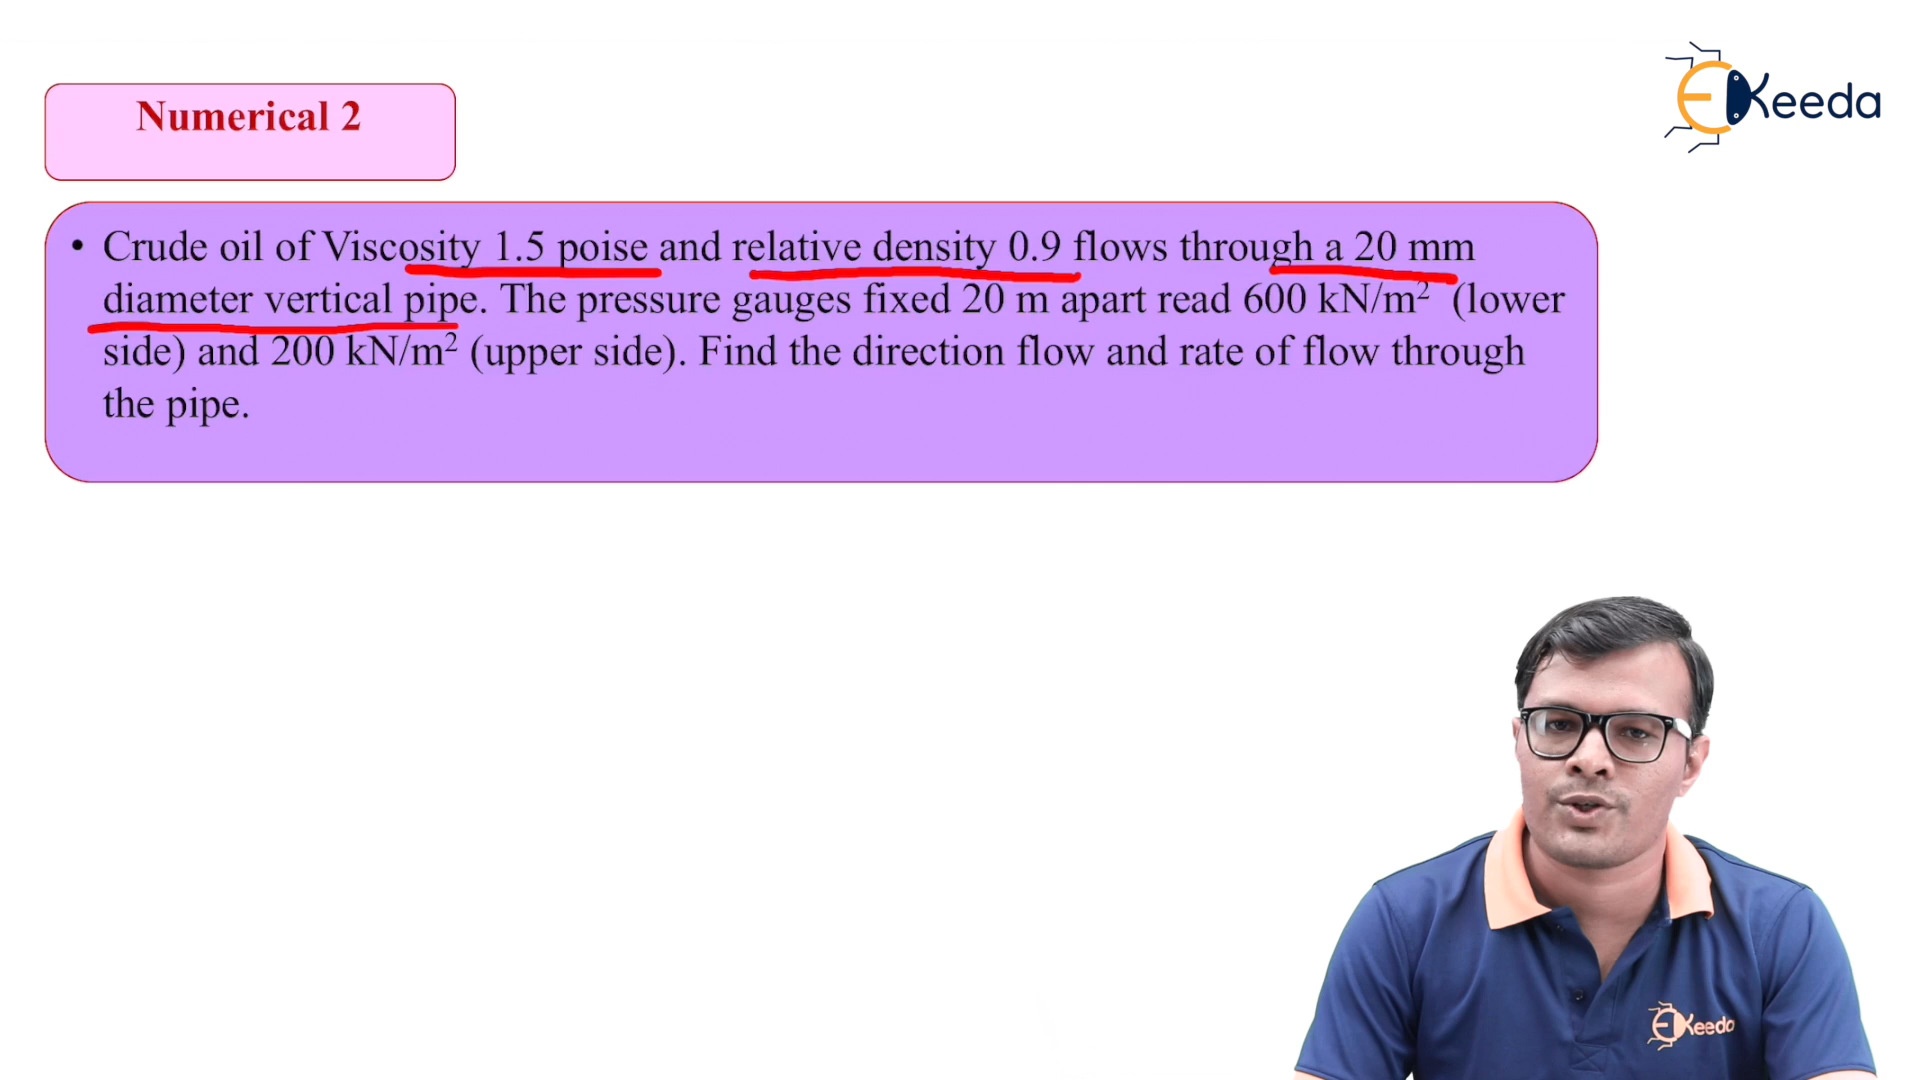 EKeeda
Numerical 2
• Crude oil of Viscosity 1.5 poise and relative density 0.9 flows through a 20 mm
diameter vertical pipe. The pressure gauges fixed 20 m apart read 600 kN/m² (lower
side) and 200 kN/m² (upper side). Find the direction flow and rate of flow through
the pipe.
EKeeda